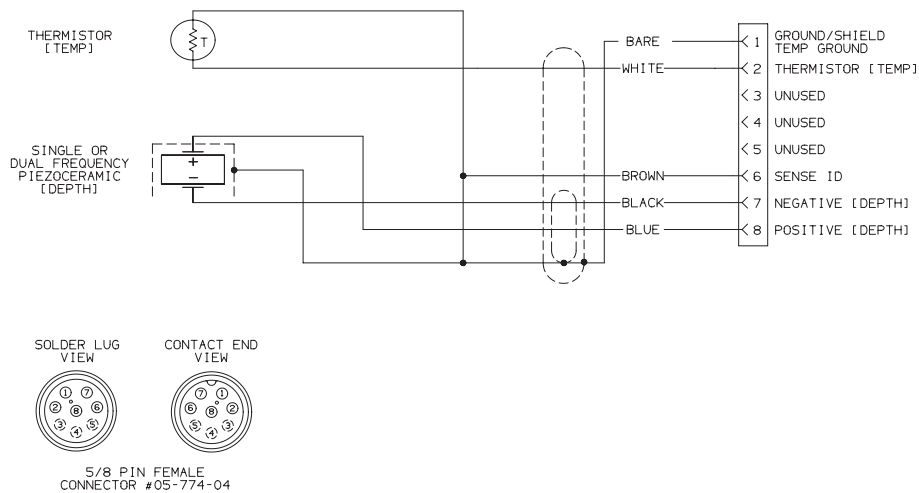 THERMISTOR
[TEMP]
T
SINGLE OR
DUAL FREQUENCY
PIEZOCERAMIC
[DEPTH]
+
−
BARE
WHITE
BROWN
BLACK
BLUE
1 GROUND/SHIELD
TEMP GROUND
2 THERMISTOR [TEMP]
3 UNUSED
4 UNUSED
5 UNUSED
6 SENSE ID
7 NEGATIVE [DEPTH]
8 POSITIVE [DEPTH]
SOLDER LUG
VIEW
1 7
2 8 6
3 5
4
CONTACT END
VIEW
7 1
6 8 2
5 3
4
5/8 PIN FEMALE
CONNECTOR #05-774-04